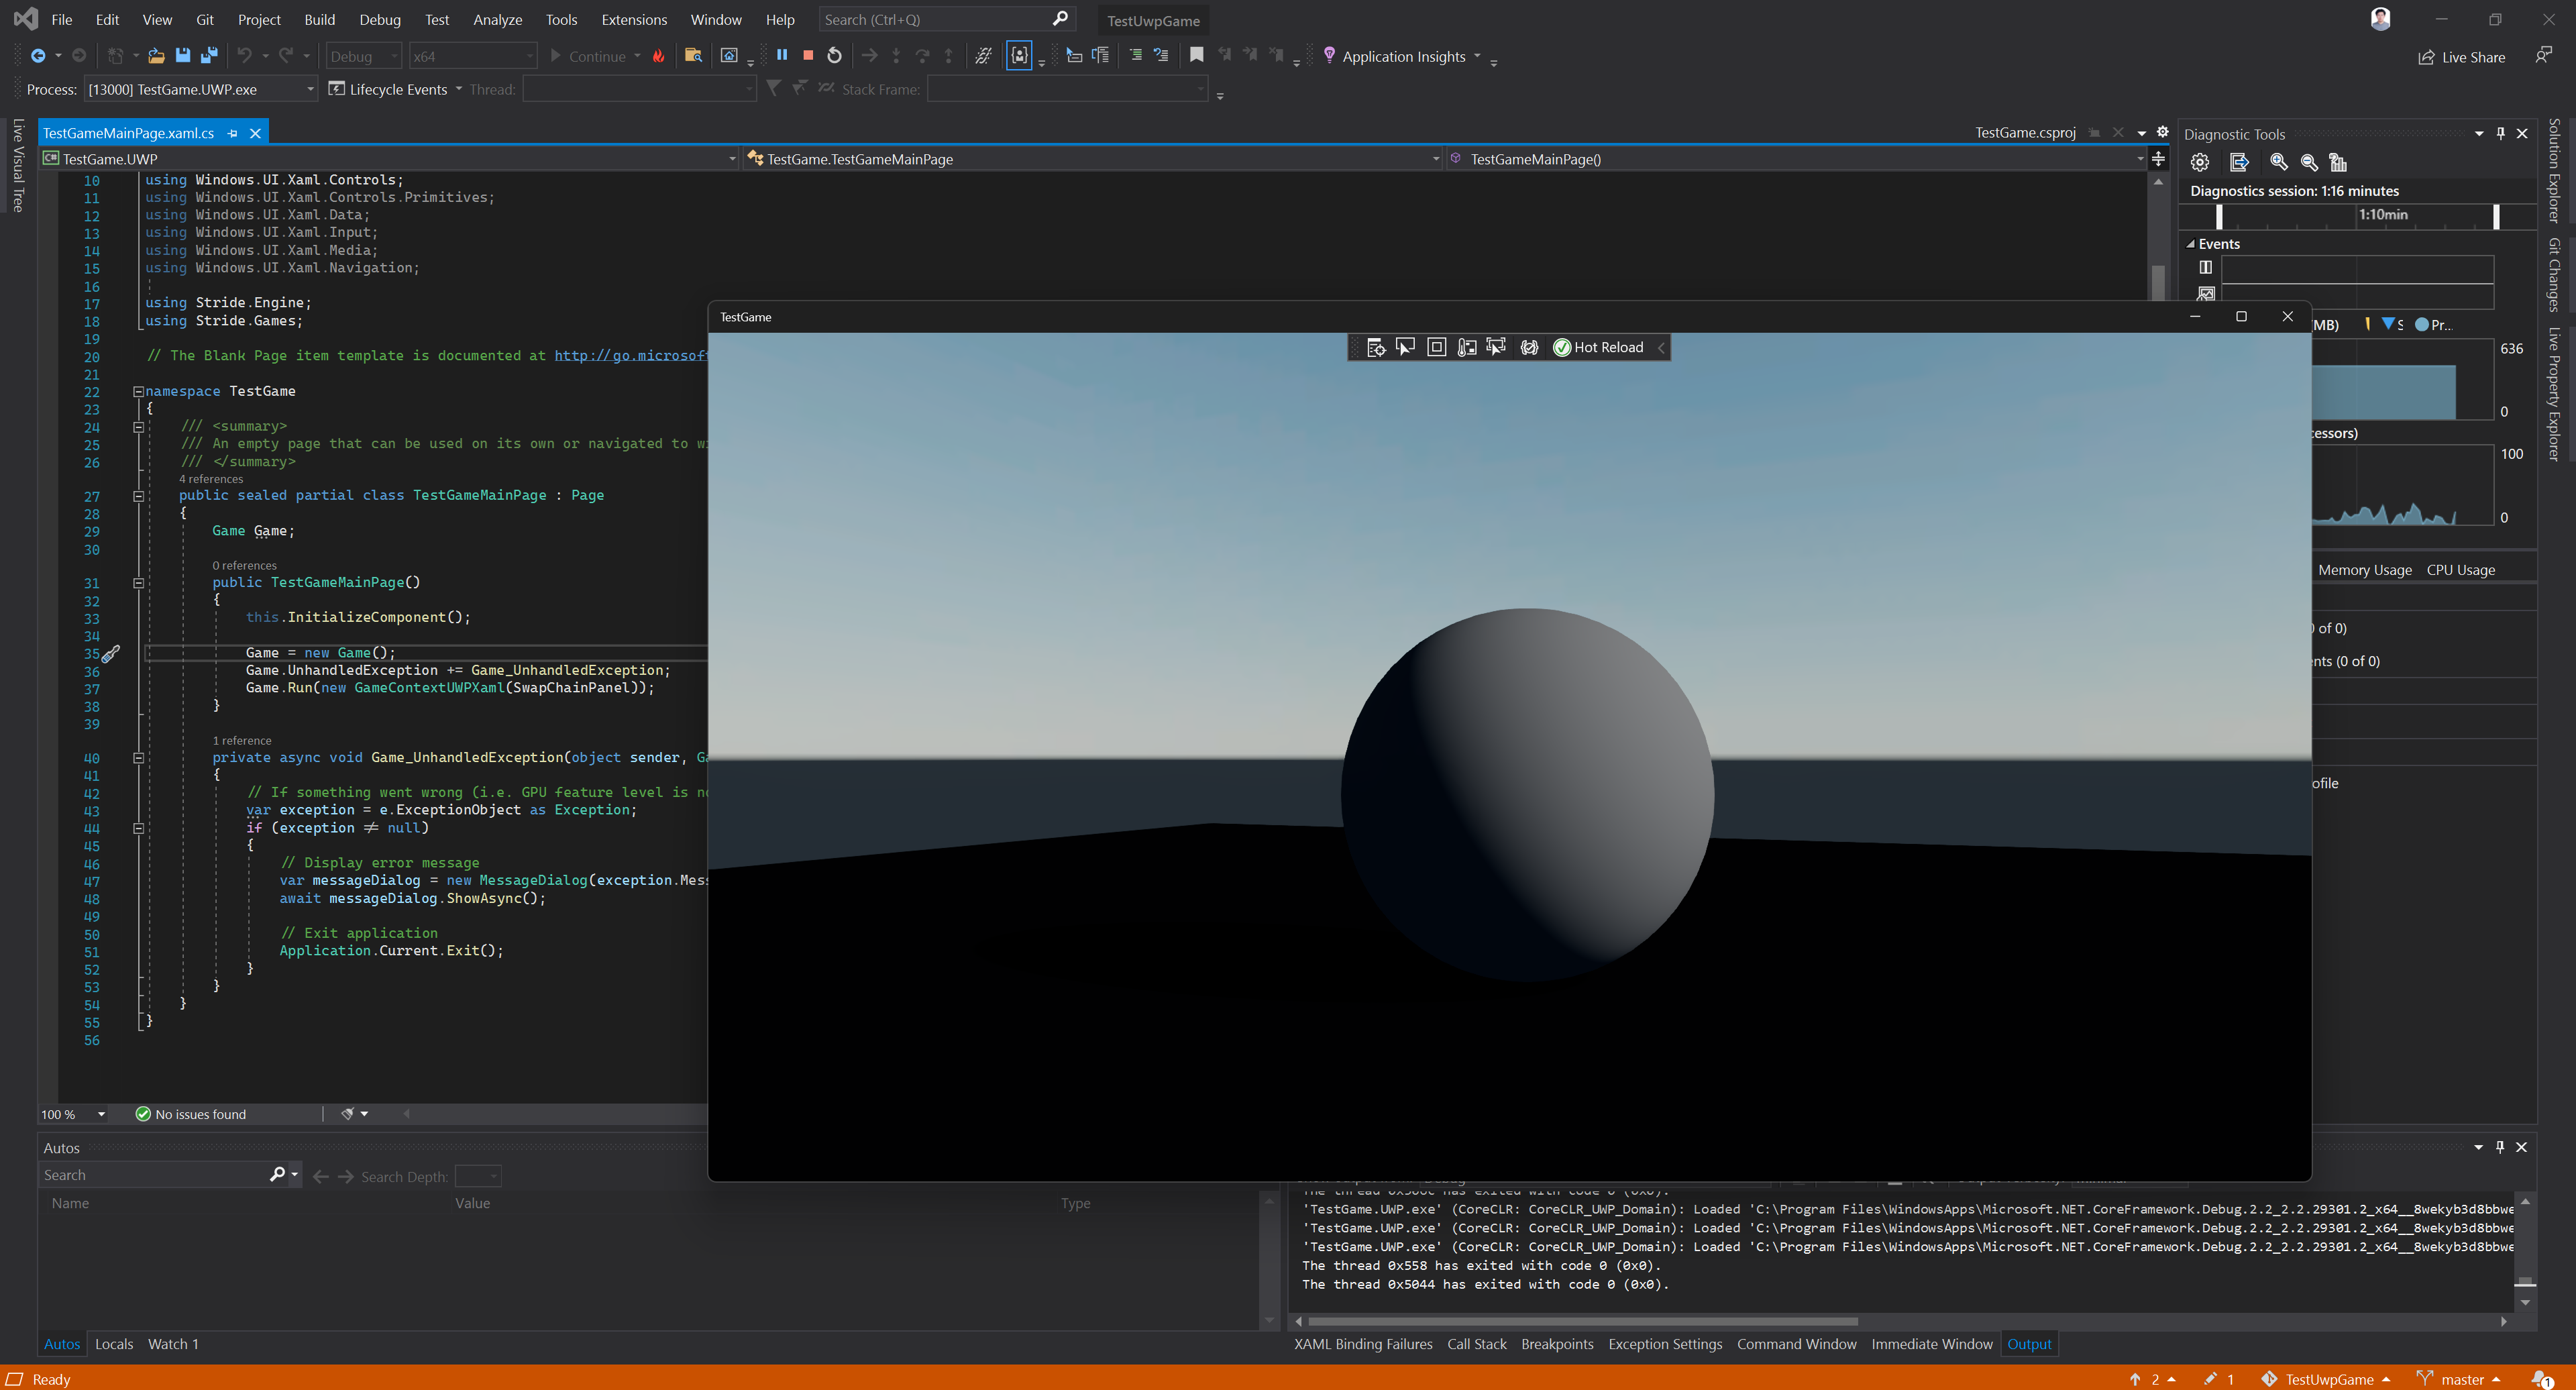 File Edit View Git Project Build Debug Test Analyze Tools Extensions Window Help Search (Ctrl+Q) TestUwpGame
Debug x64 Continue Application Insights Live Share
Process: [13000] TestGame.UWP.exe Lifecycle Events Thread: Stack Frame:
Live Visual Tree
TestGameMainPage.xaml.cs TestGame.csproj
TestGame.UWP TestGame.TestGameMainPage TestGameMainPage()
10 using Windows.UI.Xaml.Controls;
11 using Windows.UI.Xaml.Controls.Primitives;
12 using Windows.UI.Xaml.Data;
13 using Windows.UI.Xaml.Input;
14 using Windows.UI.Xaml.Media;
15 using Windows.UI.Xaml.Navigation;
16
17 using Stride.Engine;
18 using Stride.Games;
19
20 // The Blank Page item template is documented at http://go.microsoft
21
22 namespace TestGame
23 {
24 /// <summary>
25 /// An empty page that can be used on its own or navigated to wi
26 /// </summary>
4 references
27 public sealed partial class TestGameMainPage : Page
28 {
29 Game Game;
30
0 references
31 public TestGameMainPage()
32 {
33 this.InitializeComponent();
34
35 Game = new Game();
36 Game.UnhandledException += Game_UnhandledException;
37 Game.Run(new GameContextUWPXaml(SwapChainPanel));
38 }
39
1 reference
40 private async void Game_UnhandledException(object sender, Ga
41 {
42 // If something went wrong (i.e. GPU feature level is no
43 var exception = e.ExceptionObject as Exception;
44 if (exception ≠ null)
45 {
46 // Display error message
47 var messageDialog = new MessageDialog(exception.Mess
48 await messageDialog.ShowAsync();
49
50 // Exit application
51 Application.Current.Exit();
52 }
53 }
54 }
55 }
56
100 % No issues found
TestGame
Hot Reload
Diagnostic Tools
Diagnostics session: 1:16 minutes
1:10min
Events
MB) S Pr...
636
0
cessors)
100
0
Memory Usage CPU Usage
of 0)
nts (0 of 0)
ofile
Solution Explorer
Git Changes
Live Property Explorer
Autos
Search Search Depth:
Name Value Type
Autos Locals Watch 1
'TestGame.UWP.exe' (CoreCLR: CoreCLR_UWP_Domain): Loaded 'C:\Program Files\WindowsApps\Microsoft.NET.CoreFramework.Debug.2.2_2.2.29301.2_x64__8wekyb3d8bbwe
'TestGame.UWP.exe' (CoreCLR: CoreCLR_UWP_Domain): Loaded 'C:\Program Files\WindowsApps\Microsoft.NET.CoreFramework.Debug.2.2_2.2.29301.2_x64__8wekyb3d8bbwe
'TestGame.UWP.exe' (CoreCLR: CoreCLR_UWP_Domain): Loaded 'C:\Program Files\WindowsApps\Microsoft.NET.CoreFramework.Debug.2.2_2.2.29301.2_x64__8wekyb3d8bbwe
The thread 0x558 has exited with code 0 (0x0).
The thread 0x5044 has exited with code 0 (0x0).
XAML Binding Failures Call Stack Breakpoints Exception Settings Command Window Immediate Window Output
Ready 2 1 TestUwpGame master 1